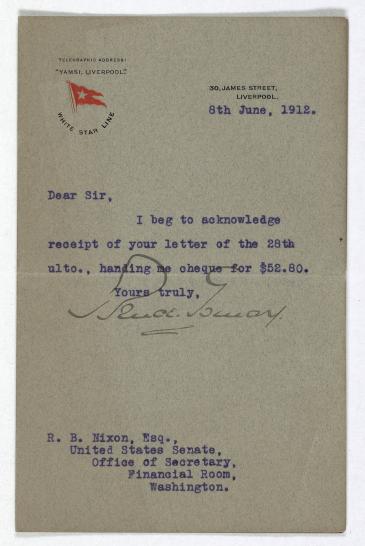 TELEGRAPHIC ADDRESS:
"YAMSI, LIVERPOOL."
WHITE STAR LINE
30, JAMES STREET,
LIVERPOOL.
8th June, 1912.
Dear Sir,
I beg to acknowledge
receipt of your letter of the 28th
ulto., handing me cheque for $52.80.
Yours truly,
Bruce Ismay.
R. B. Nixon, Esq.,
United States Senate,
Office of Secretary,
Financial Room,
Washington.